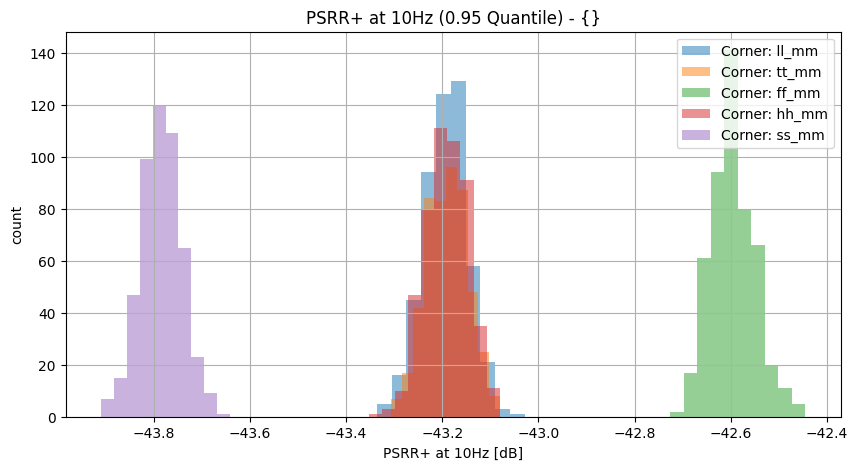 PSRR+ at 10Hz (0.95 Quantile) - {}
Corner: ll_mm
Corner: tt_mm
Corner: ff_mm
Corner: hh_mm
Corner: ss_mm
count
140
120
100
80
60
40
20
0
−43.8
−43.6
−43.4
−43.2
−43.0
−42.8
−42.6
−42.4
PSRR+ at 10Hz [dB]